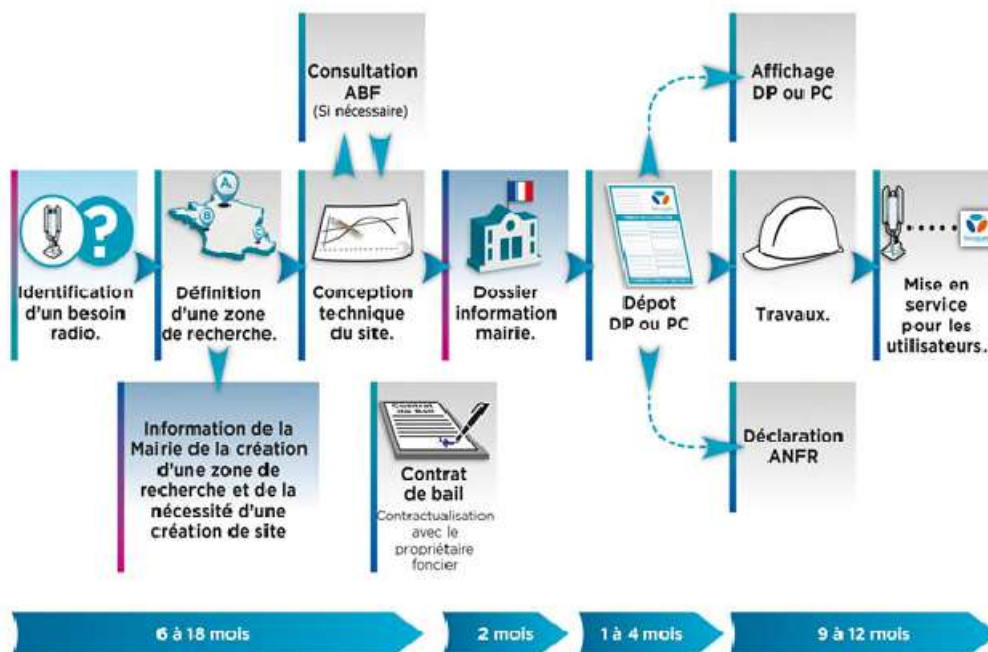 Consultation
ABF
(Si nécessaire)
Affichage
DP ou PC
A.
B
C
?
Identification
d'un besoin
radio.
Définition
d'une zone
de recherche.
Conception
technique
du site.
Dossier
information
mairie.
Dépot
DP ou PC
Travaux.
Mise en
service
pour les
utilisateurs.
Information de la
Mairie de la création
d'une zone de
recherche et de la
nécessité d'une
création de site
Contrat
de Bail
Contrat
de bail
Contractualisation
avec le
propriétaire
foncier
Déclaration
ANFR
6 à 18 mois
2 mois
1 à 4 mois
9 à 12 mois